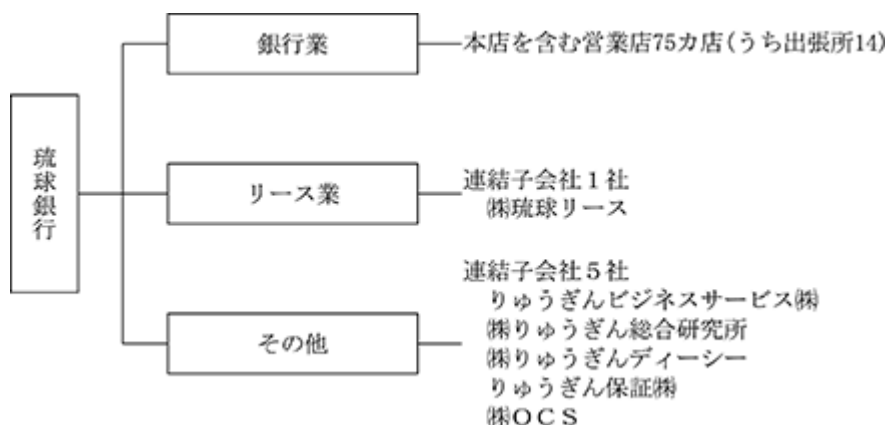 琉球銀行
銀行業
本店を含む営業店75カ店(うち出張所14)
リース業
連結子会社1社
㈱琉球リース
その他
連結子会社5社
りゅうぎんビジネスサービス㈱
㈱りゅうぎん総合研究所
㈱りゅうぎんディーシー
りゅうぎん保証㈱
㈱OCS